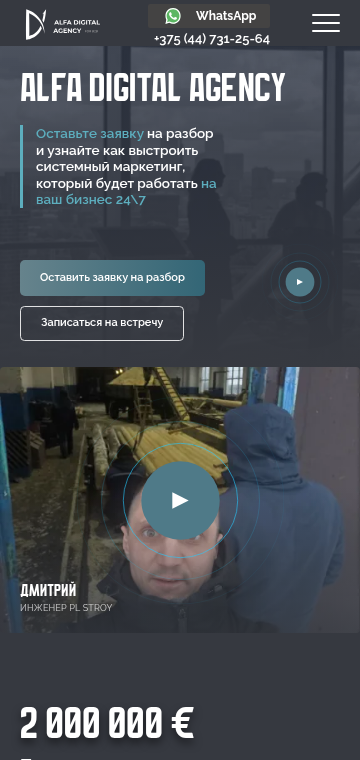 ALFA DIGITAL
AGENCY
WhatsApp
+375 (44) 731-25-64
ALFA DIGITAL AGENCY
Оставьте заявку на разбор
и узнайте как выстроить
системный маркетинг,
который будет работать на
ваш бизнес 24\7
Оставить заявку на разбор
Записаться на встречу
ДМИТРИЙ
ИНЖЕНЕР PL STROY
2 000 000 €